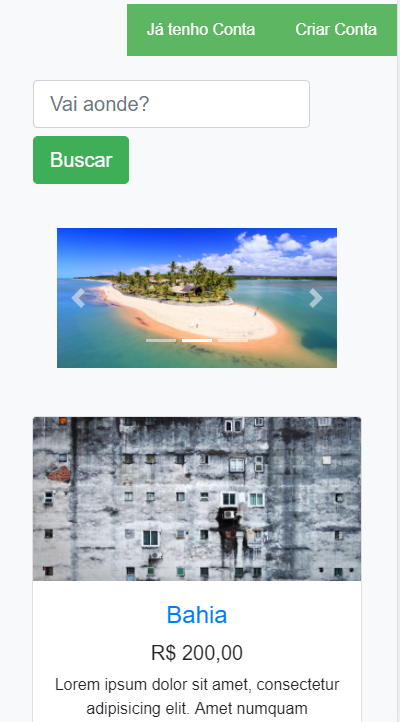 Já tenho Conta Criar Conta
Vai aonde?
Buscar
Bahia
R$ 200,00
Lorem ipsum dolor sit amet, consectetur
adipisicing elit. Amet numquam